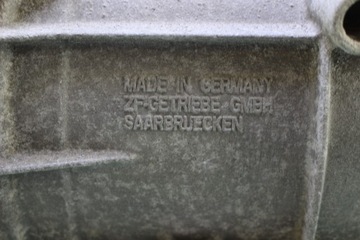 MADE IN GERMANY
ZF-GETRIEBE GMBH
SAARBRUECKEN